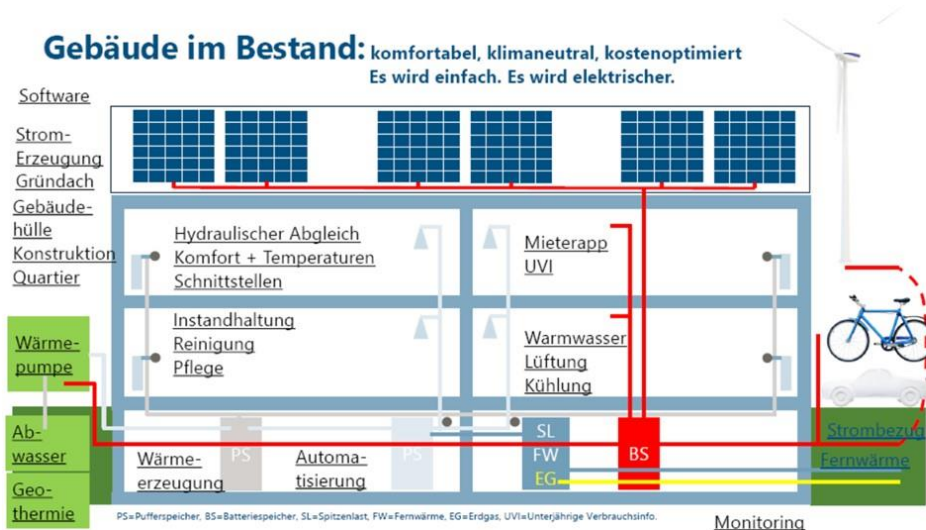 Gebäude im Bestand: komfortabel, klimaneutral, kostenoptimiert
Es wird einfach. Es wird elektrischer.
Software
Strom-
Erzeugung
Gründach
Gebäude-
hülle
Konstruktion
Quartier
Hydraulischer Abgleich
Komfort + Temperaturen
Schnittstellen
Mieterapp
UVI
Instandhaltung
Reinigung
Pflege
Warmwasser
Lüftung
Kühlung
Wärme-
pumpe
Ab-
wasser
Geo-
thermie
Wärme-
erzeugung
PS
Automa-
tisierung
PS
SL
FW
EG
BS
Strombezug
Fernwärme
PS=Pufferspeicher, BS=Batteriespeicher, SL=Spitzenlast, FW=Fernwärme, EG=Erdgas, UVI=Unterjährige Verbrauchsinfo.
Monitoring